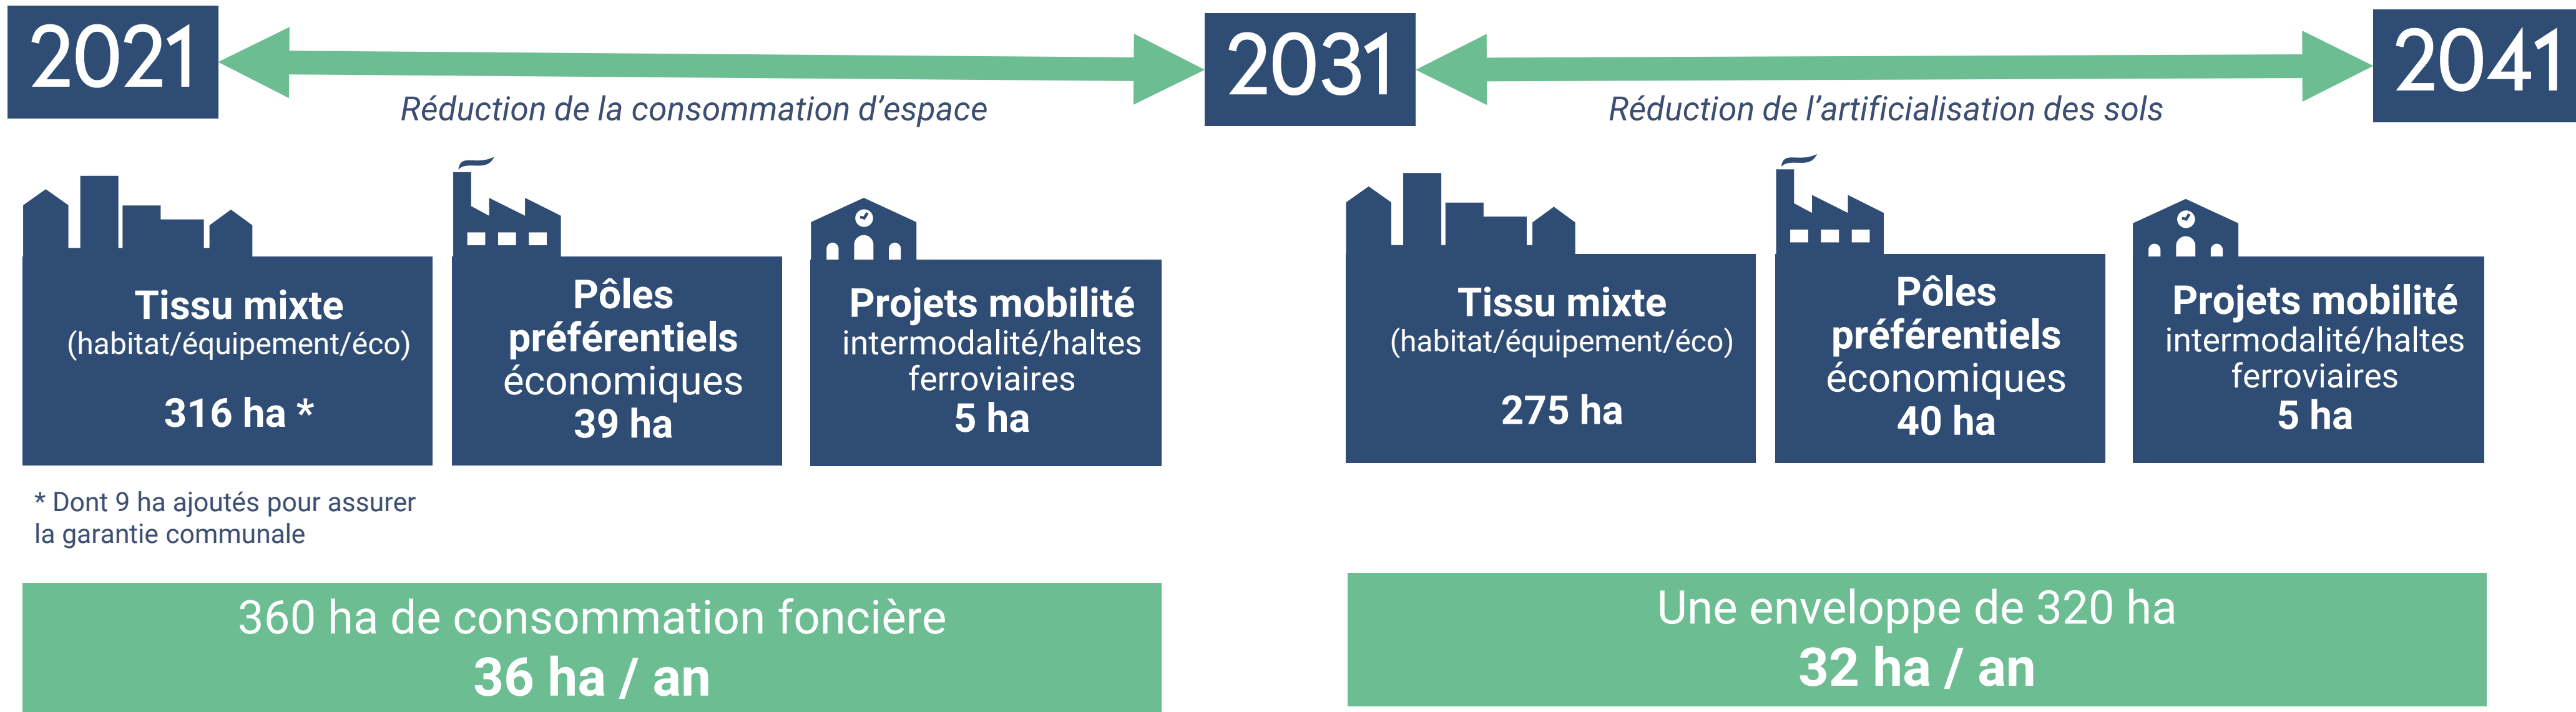 2021
2031
2041
Réduction de la consommation d’espace
Réduction de l’artificialisation des sols
Tissu mixte
(habitat/équipement/éco)
316 ha *
Pôles
préférentiels
économiques
39 ha
Projets mobilité
intermodalité/haltes
ferroviaires
5 ha
Tissu mixte
(habitat/équipement/éco)
275 ha
Pôles
préférentiels
économiques
40 ha
Projets mobilité
intermodalité/haltes
ferroviaires
5 ha
* Dont 9 ha ajoutés pour assurer
la garantie communale
360 ha de consommation foncière
36 ha / an
Une enveloppe de 320 ha
32 ha / an